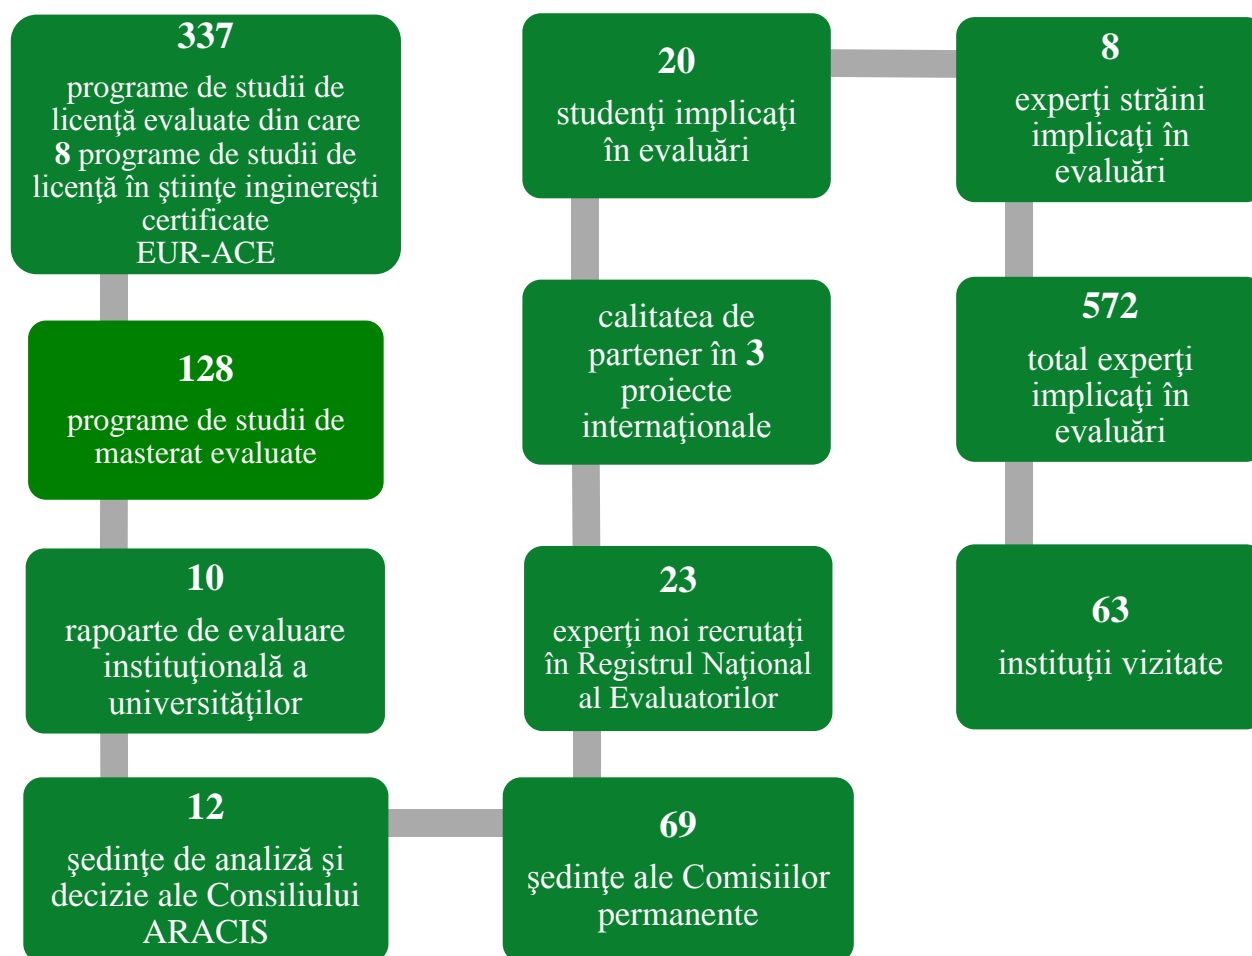 337
programe de studii de
licenţă evaluate din care
8 programe de studii de
licenţă în ştiinţe inginereşti
certificate
EUR-ACE
128
programe de studii de
masterat evaluate
10
rapoarte de evaluare
instituţională a
universităţilor
12
şedinţe de analiză şi
decizie ale Consiliului
ARACIS
69
şedinţe ale Comisiilor
permanente
23
experţi noi recrutaţi
în Registrul Naţional
al Evaluatorilor
calitatea de
partener în 3
proiecte
internaţionale
20
studenţi implicaţi
în evaluări
8
experţi străini
implicaţi în
evaluări
572
total experţi
implicaţi în
evaluări
63
instituţii vizitate